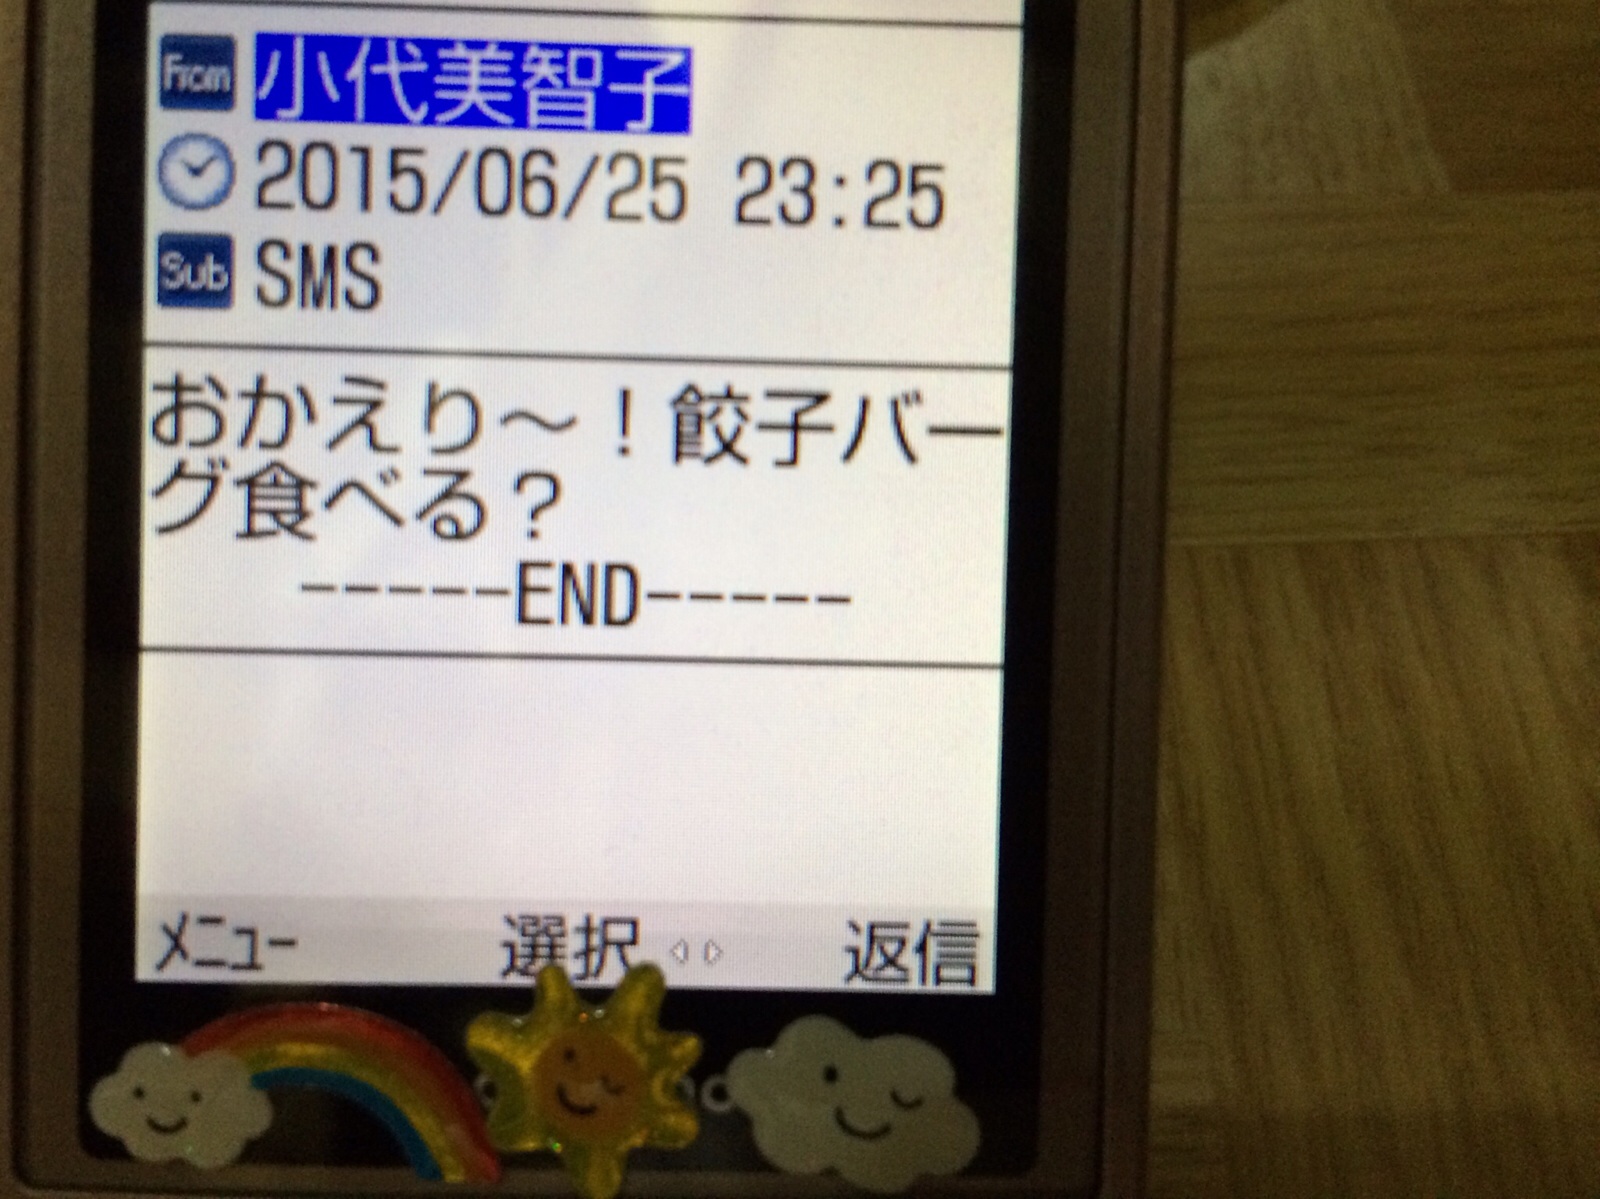 From 小代美智子
2015/06/25 23:25
Sub SMS
おかえり～！餃子バー
グ食べる？
-----END-----
ﾒﾆｭｰ 選択 返信